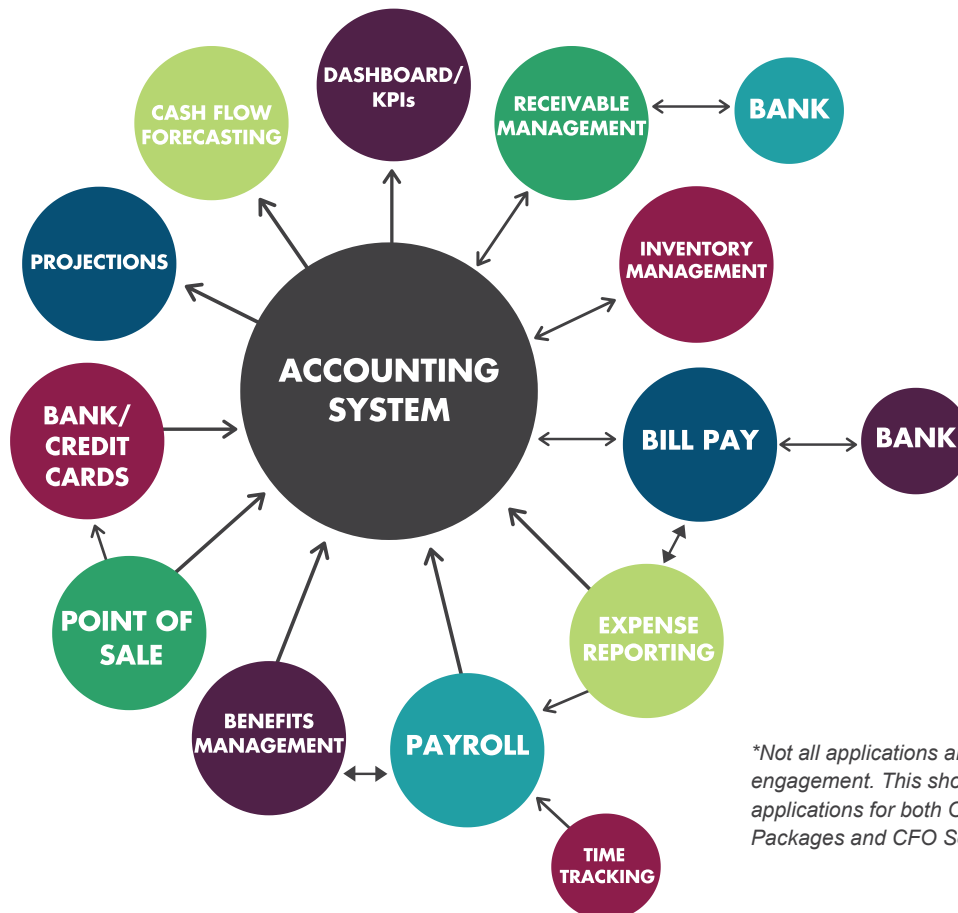 DASHBOARD/
KPIs
CASH FLOW
FORECASTING
RECEIVABLE
MANAGEMENT
BANK
PROJECTIONS
INVENTORY
MANAGEMENT
ACCOUNTING
SYSTEM
BANK/
CREDIT
CARDS
BILL PAY
BANK
POINT OF
SALE
EXPENSE
REPORTING
BENEFITS
MANAGEMENT
PAYROLL
TIME
TRACKING
*Not all applications
engagement. This
applications for both
Packages and CFO